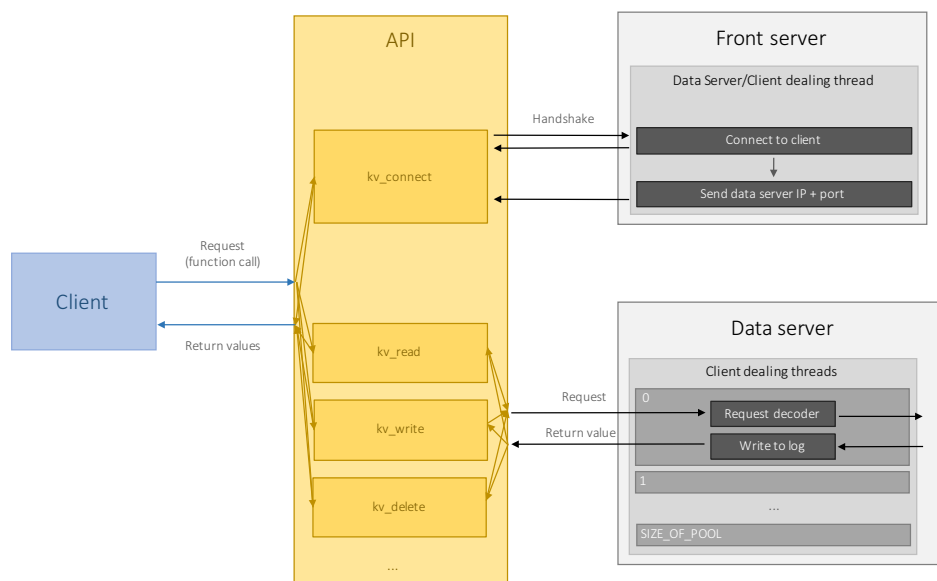 API
Front server
Data Server/Client dealing thread
Handshake
Connect to client
kv_connect
Send data server IP + port
Request
(function call)
Client
Return values
Data server
kv_read
Client dealing threads
0
Request
Request decoder
kv_write
Return value
Write to log
1
kv_delete
...
SIZE_OF_POOL
...